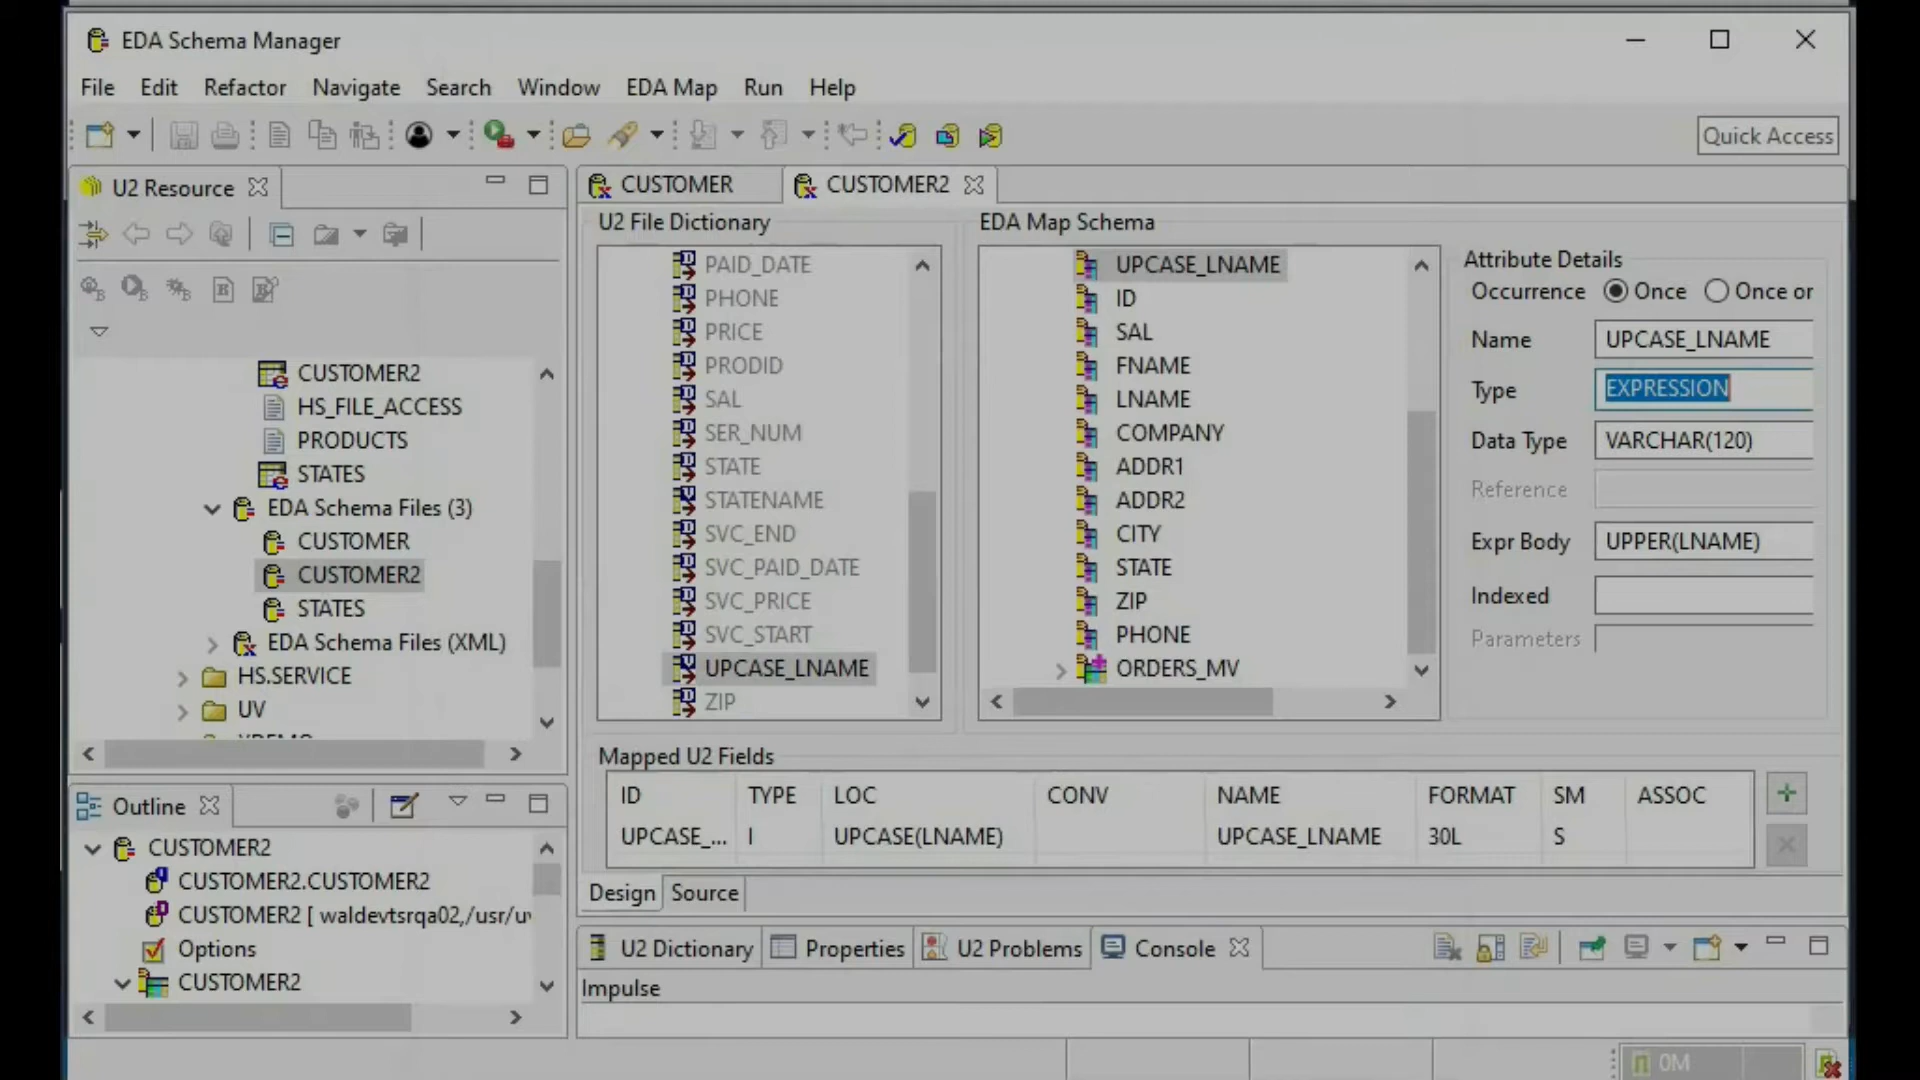 EDA Schema Manager
File Edit Refactor Navigate Search Window EDA Map Run Help
Quick Access
U2 Resource
CUSTOMER2
HS_FILE_ACCESS
PRODUCTS
STATES
EDA Schema Files (3)
CUSTOMER
CUSTOMER2
STATES
EDA Schema Files (XML)
HS.SERVICE
UV
Outline
CUSTOMER2
CUSTOMER2.CUSTOMER2
CUSTOMER2 [ waldevtsrqa02,/usr/uv
Options
CUSTOMER2
CUSTOMER CUSTOMER2
U2 File Dictionary
PAID_DATE
PHONE
PRICE
PRODID
SAL
SER_NUM
STATE
STATENAME
SVC_END
SVC_PAID_DATE
SVC_PRICE
SVC_START
UPCASE_LNAME
ZIP
EDA Map Schema
UPCASE_LNAME
ID
SAL
FNAME
LNAME
COMPANY
ADDR1
ADDR2
CITY
STATE
ZIP
PHONE
ORDERS_MV
Attribute Details
Occurrence Once Once or
Name UPCASE_LNAME
Type EXPRESSION
Data Type VARCHAR(120)
Reference
Expr Body UPPER(LNAME)
Indexed
Parameters
Mapped U2 Fields
ID TYPE LOC CONV NAME FORMAT SM ASSOC
UPCASE_... I UPCASE(LNAME) UPCASE_LNAME 30L S
Design Source
U2 Dictionary Properties U2 Problems Console
Impulse
0M